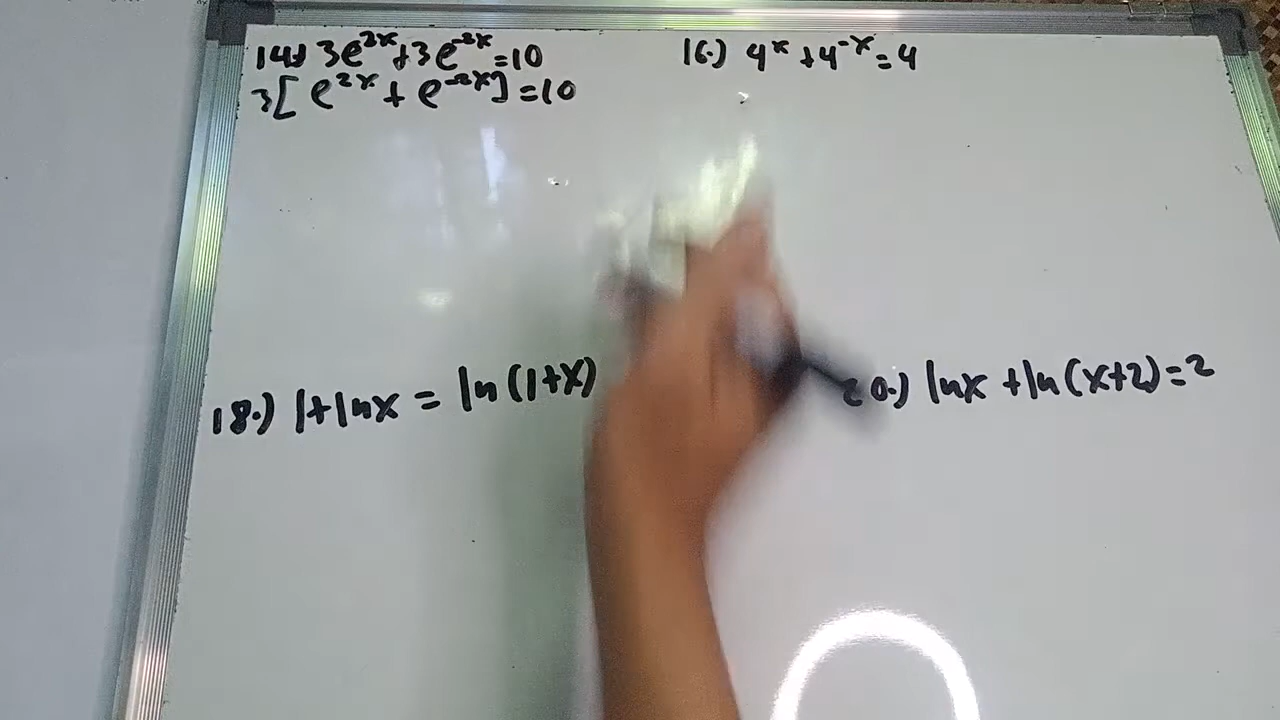 14.) 3e^{2x}+3e^{-2x}=10
3[e^{2x}+e^{-2x}]=10
16.) 4^x+4^{-x}=4
18.) 1+lnx=ln(1+x)
20.) lnx+ln(x+2)=2